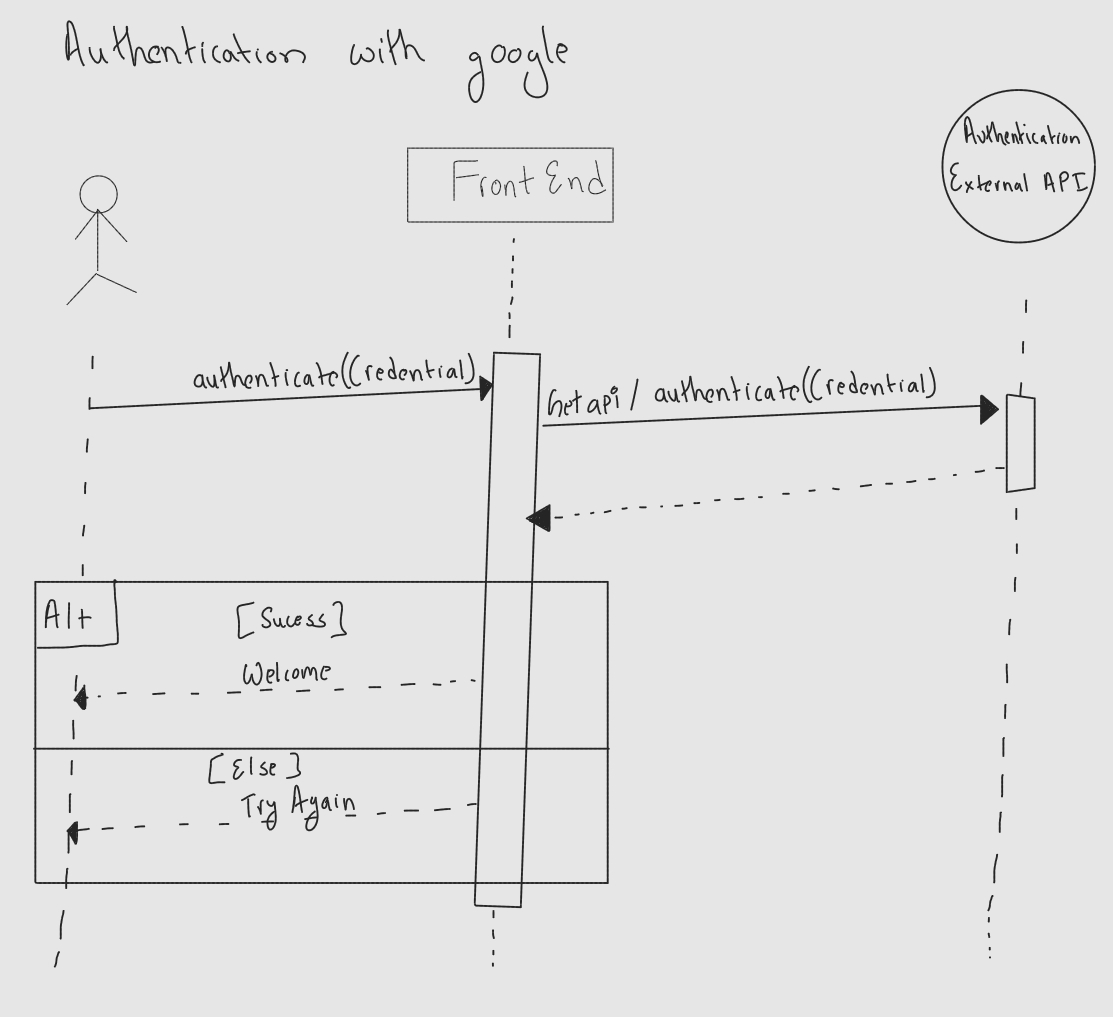 Authentication with google
Authentication
External API
Front End
authenticate(Credential)
Get api / authenticate(Credential)
Alt
[Sucess]
Welcome
[Else]
Try Again